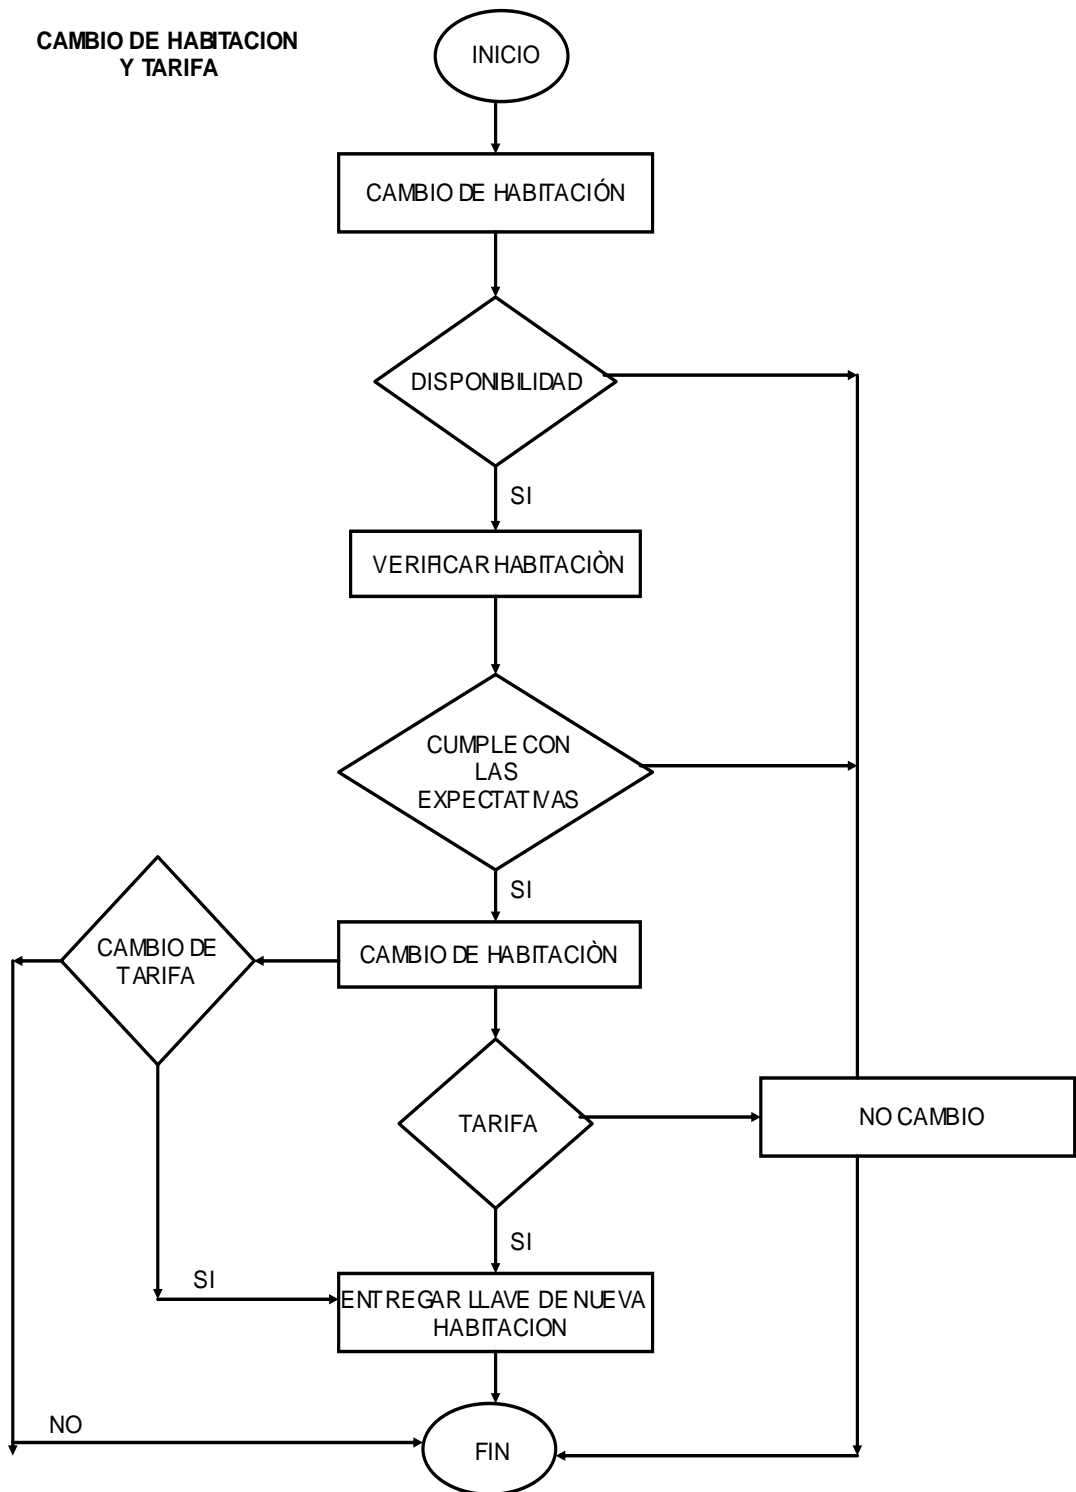 CAMBIO DE HABITACION
Y TARIFA
INICIO
CAMBIO DE HABITACIÓN
DISPONIBILIDAD
SI
VERIFICAR HABITACIÒN
CUMPLE CON
LAS
EXPECTATIVAS
SI
CAMBIO DE
TARIFA
CAMBIO DE HABITACIÒN
TARIFA
NO CAMBIO
SI
SI
ENTREGAR LLAVE DE NUEVA
HABITACION
NO
FIN